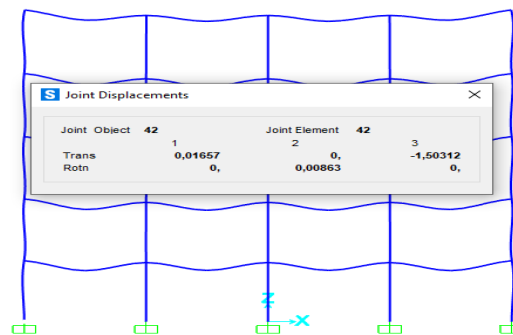 S Joint Displacements
Joint Object 42 Joint Element 42
1 2 3
Trans 0,01657 0, -1,50312
Rotn 0, 0,00863 0,
Z
X